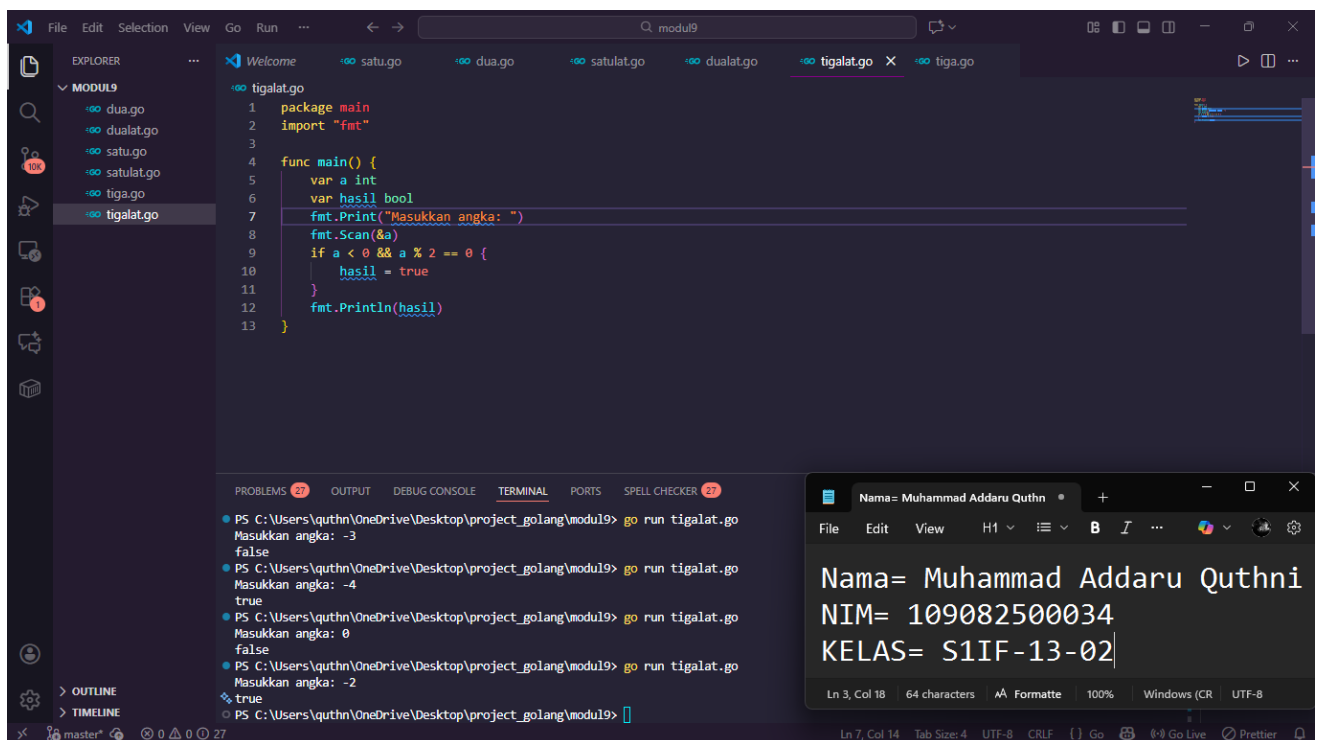 File Edit Selection View Go Run ... modul9
EXPLORER ...
Welcome satu.go dua.go satulat.go dualat.go tigalat.go tiga.go
MODUL9
dua.go
dualat.go
satu.go
satulat.go
tiga.go
tigalat.go
10K
1
OUTLINE
TIMELINE
tigalat.go
1 package main
2 import "fmt"
3
4 func main() {
5 var a int
6 var hasil bool
7 fmt.Print("Masukkan angka: ")
8 fmt.Scan(&a)
9 if a < 0 && a % 2 == 0 {
10 hasil = true
11 }
12 fmt.Println(hasil)
13 }
PROBLEMS 27 OUTPUT DEBUG CONSOLE TERMINAL PORTS SPELL CHECKER 27
PS C:\Users\quthn\OneDrive\Desktop\project_golang\modul9> go run tigalat.go
Masukkan angka: -3
false
PS C:\Users\quthn\OneDrive\Desktop\project_golang\modul9> go run tigalat.go
Masukkan angka: -4
true
PS C:\Users\quthn\OneDrive\Desktop\project_golang\modul9> go run tigalat.go
Masukkan angka: 0
false
PS C:\Users\quthn\OneDrive\Desktop\project_golang\modul9> go run tigalat.go
Masukkan angka: -2
true
PS C:\Users\quthn\OneDrive\Desktop\project_golang\modul9>
Nama= Muhammad Addaru Quthn
File Edit View H1 B I ...
Nama= Muhammad Addaru Quthni
NIM= 109082500034
KELAS= S1IF-13-02
Ln 3, Col 18 64 characters Formatte 100% Windows (CR UTF-8
master* 0 0 27 Ln 7, Col 14 Tab Size: 4 UTF-8 CRLF {} Go Go Live Prettier